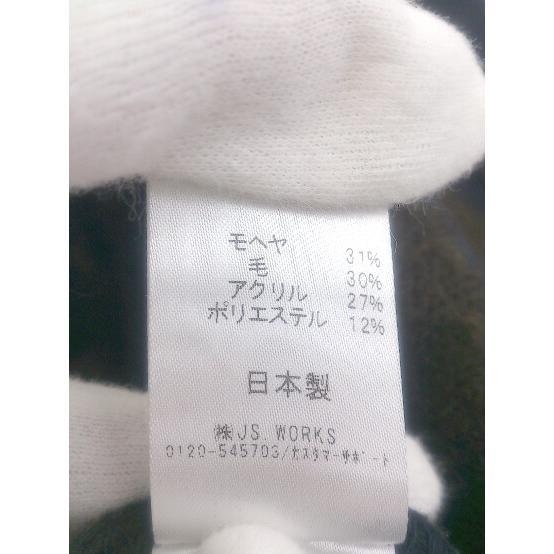 モヘヤ 31%
毛 30%
アクリル 27%
ポリエステル 12%
日本製
㈱JS. WORKS
0120-545703/ｶｽﾀﾏｰｻﾎﾟｰﾄ